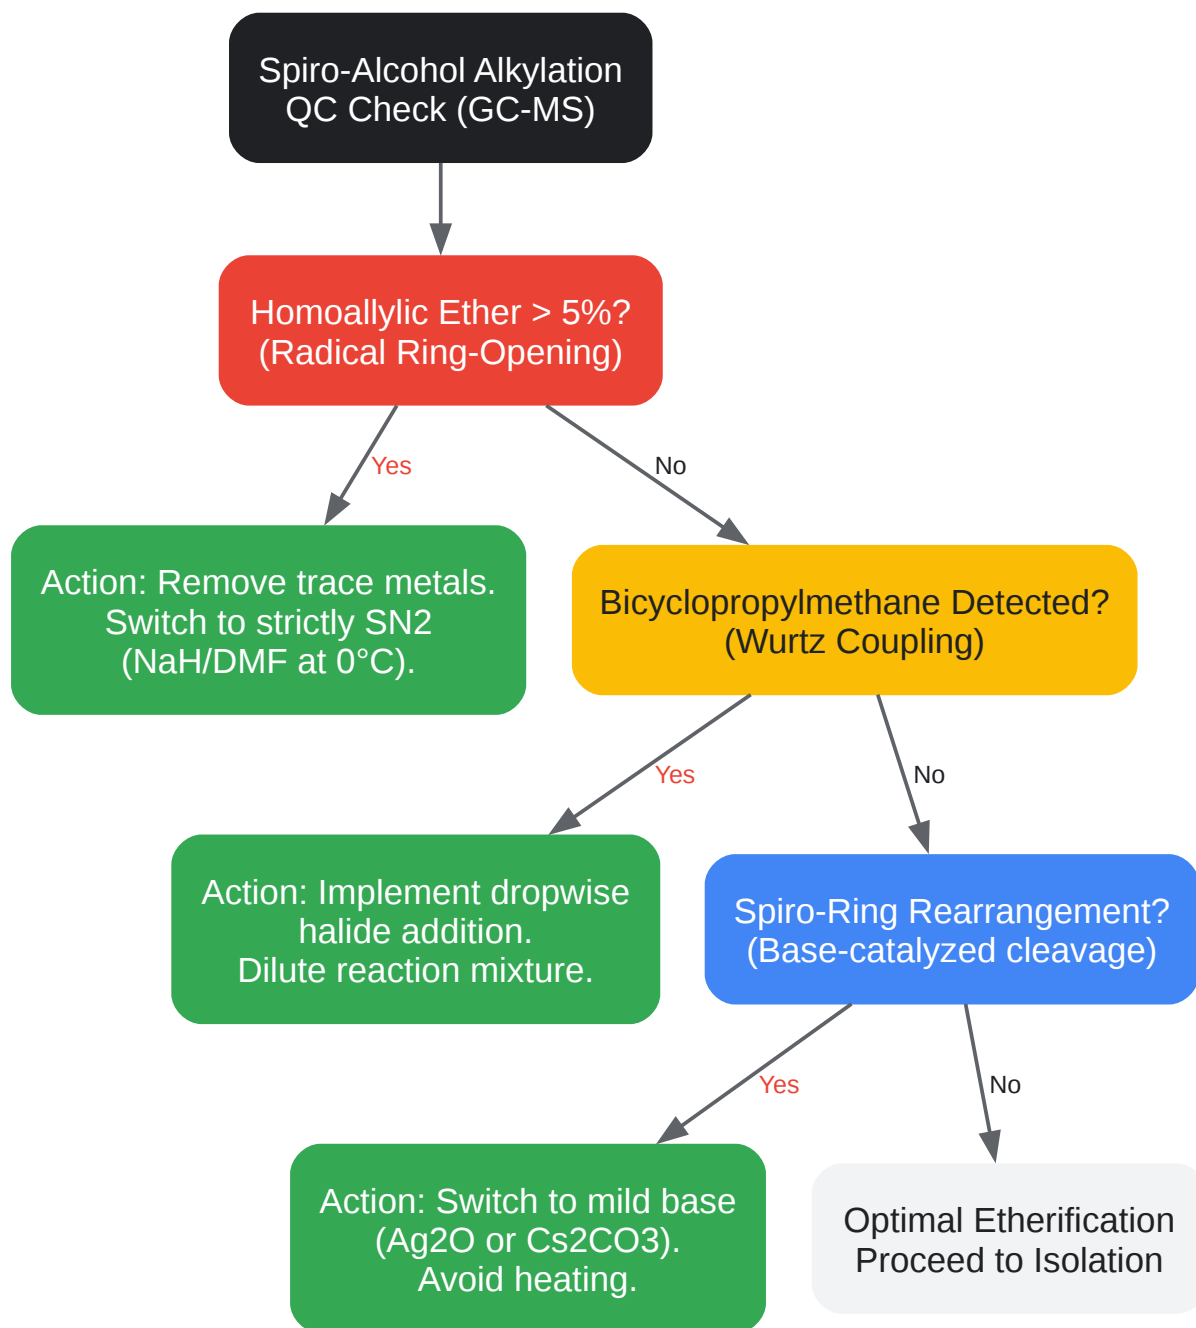 Spiro-Alcohol Alkylation
QC Check (GC-MS)
Homoallylic Ether > 5%?
(Radical Ring-Opening)
Yes
No
Action: Remove trace metals.
Switch to strictly SN2
(NaH/DMF at 0°C).
Bicyclopropylmethane Detected?
(Wurtz Coupling)
Yes
No
Action: Implement dropwise
halide addition.
Dilute reaction mixture.
Spiro-Ring Rearrangement?
(Base-catalyzed cleavage)
Yes
No
Action: Switch to mild base
(Ag2O or Cs2CO3).
Avoid heating.
Optimal Etherification
Proceed to Isolation